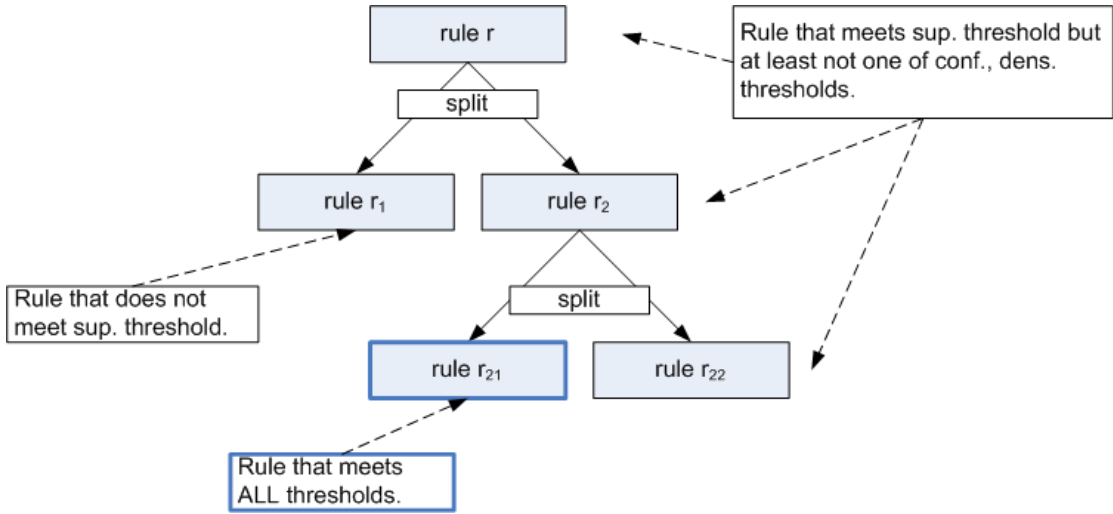 rule r
Rule that meets sup. threshold but
at least not one of conf., dens.
thresholds.
split
rule r₁
rule r₂
Rule that does not
meet sup. threshold.
split
rule r₂₁
rule r₂₂
Rule that meets
ALL thresholds.